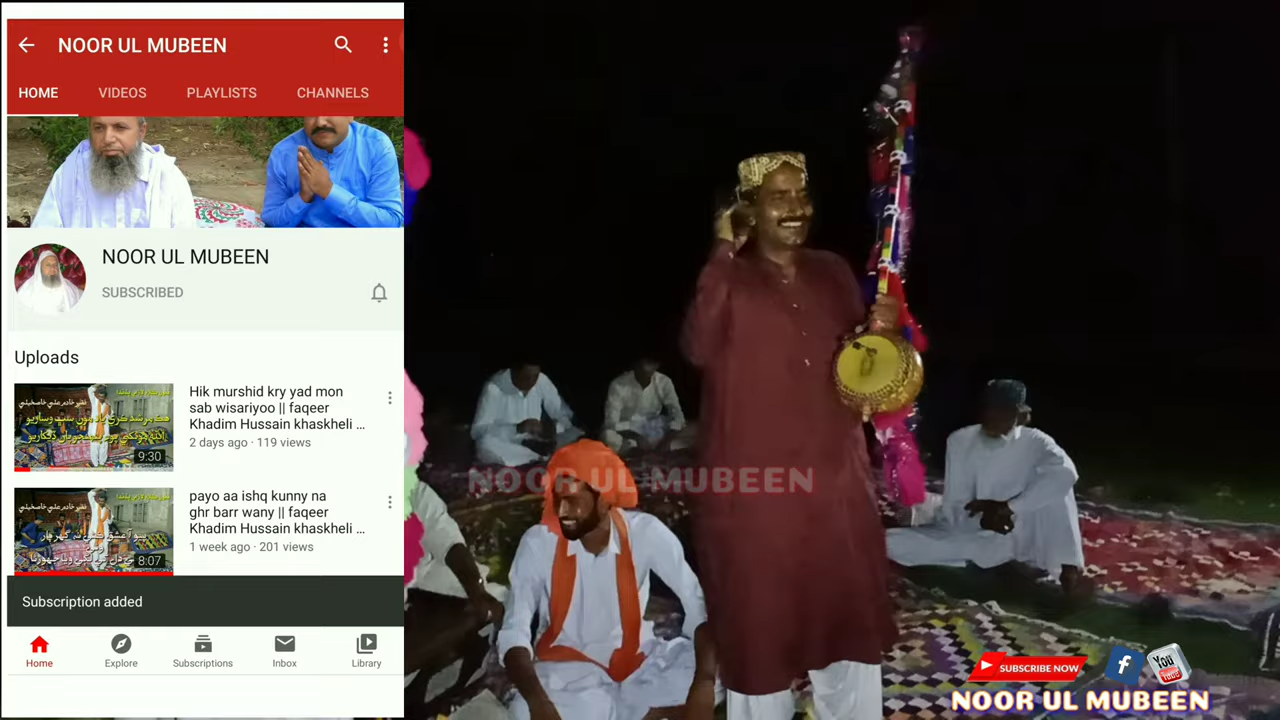 NOOR UL MUBEEN
HOME VIDEOS PLAYLISTS CHANNELS
NOOR UL MUBEEN
SUBSCRIBED
Uploads
Hik murshid kry yad mon
sab wisariyoo || faqeer
Khadim Hussain khaskheli ...
2 days ago · 119 views
9:30
payo aa ishq kunny na
ghr barr wany || faqeer
Khadim Hussain khaskheli ...
1 week ago · 201 views
8:07
Subscription added
Home Explore Subscriptions Inbox Library
NOOR UL MUBEEN
SUBSCRIBE NOW
f
You
Tube
NOOR UL MUBEEN